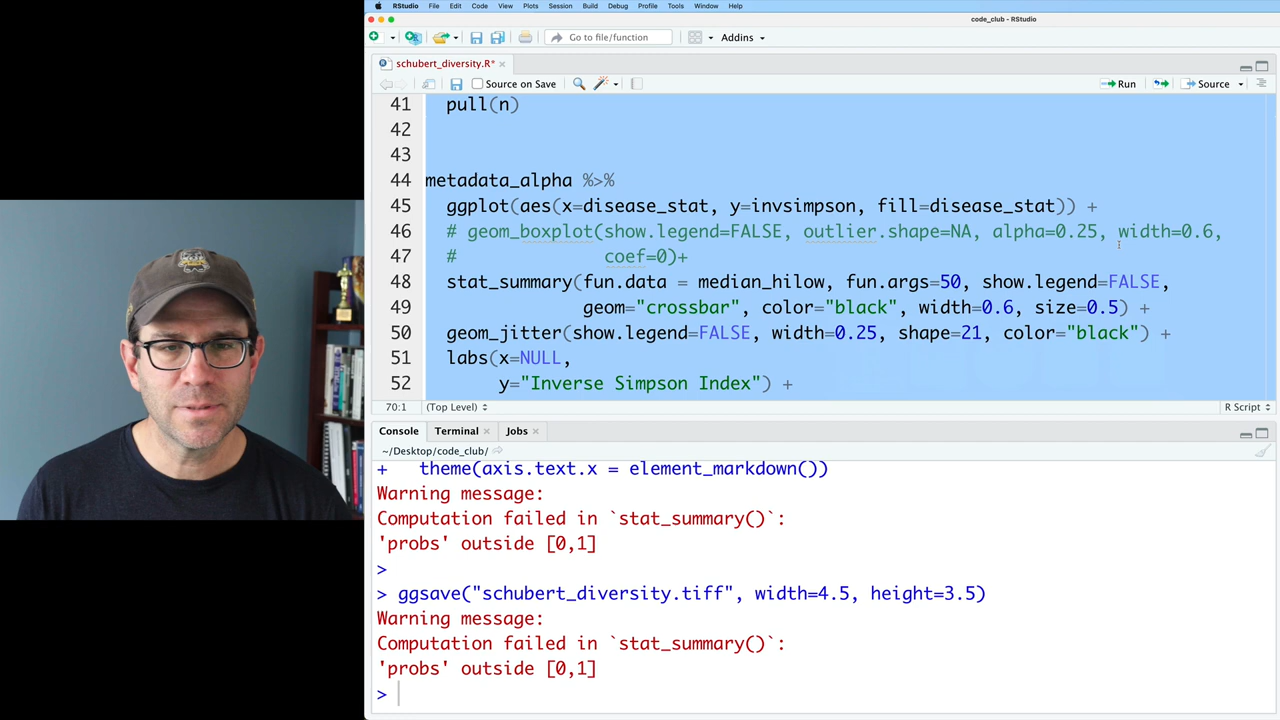 RStudio File Edit Code View Plots Session Build Debug Profile Tools Window Help
code_club - RStudio
Go to file/function Addins
schubert_diversity.R*
Source on Save Run Source
41 pull(n)
42
43
44 metadata_alpha %>%
45 ggplot(aes(x=disease_stat, y=invsimpson, fill=disease_stat)) +
46 # geom_boxplot(show.legend=FALSE, outlier.shape=NA, alpha=0.25, width=0.6,
47 # coef=0)+
48 stat_summary(fun.data = median_hilow, fun.args=50, show.legend=FALSE,
49 geom="crossbar", color="black", width=0.6, size=0.5) +
50 geom_jitter(show.legend=FALSE, width=0.25, shape=21, color="black") +
51 labs(x=NULL,
52 y="Inverse Simpson Index") +
70:1 (Top Level) R Script
Console Terminal Jobs
~/Desktop/code_club/
+ theme(axis.text.x = element_markdown())
Warning message:
Computation failed in `stat_summary()`:
'probs' outside [0,1]
>
> ggsave("schubert_diversity.tiff", width=4.5, height=3.5)
Warning message:
Computation failed in `stat_summary()`:
'probs' outside [0,1]
>